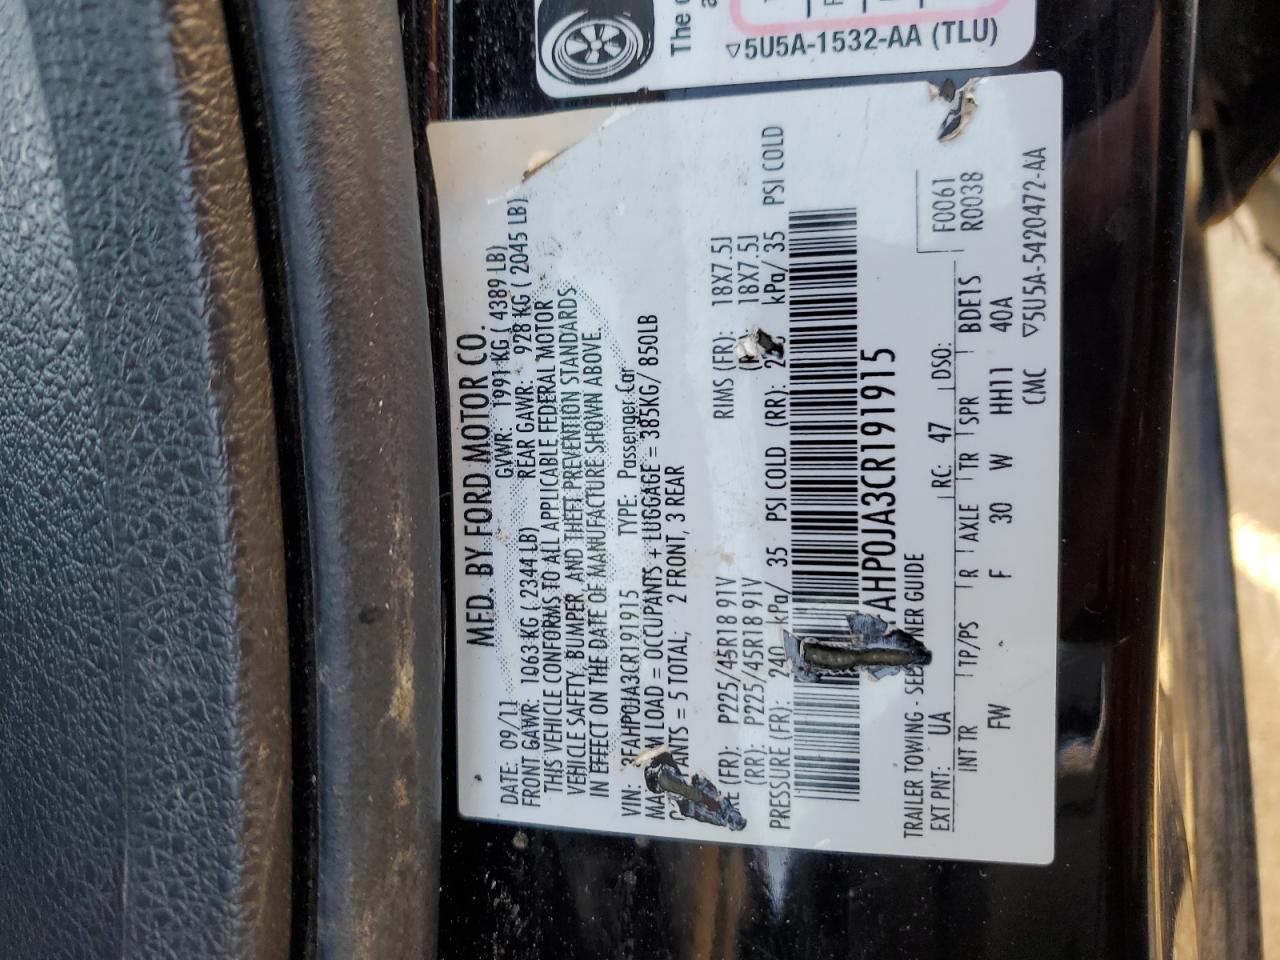 The
▽5U5A-1532-AA (TLU)
MFD. BY FORD MOTOR CO.
DATE: 09/11 GVWR: 1991 KG ( 4389 LB)
FRONT GAWR: 1063 KG ( 2344 LB) REAR GAWR: 928 KG ( 2045 LB)
THIS VEHICLE CONFORMS TO ALL APPLICABLE FEDERAL MOTOR
VEHICLE SAFETY, BUMPER, AND THEFT PREVENTION STANDARDS
IN EFFECT ON THE DATE OF MANUFACTURE SHOWN ABOVE.
VIN: 3FAHP0JA3CR191915 TYPE: Passenger Car
LOAD = OCCUPANTS + LUGGAGE = 385KG/ 850LB
= 5 TOTAL, 2 FRONT, 3 REAR
(FR): P225/45R18 91V RIMS (FR): 18X7.5J
(RR): P225/45R18 91V 18X7.5J
PRESSURE (FR): 240 kPa/ 35 PSI COLD (RR): kPa/ 35 PSI COLD
AHP0JA3CR191915
TRAILER TOWING - GUIDE F0061
EXT PNT: UA RC: 47 DSO: R0038
INT TR TP/PS R AXLE TR SPR BDEFS
FW F 30 W HH11 40A
CMC ▽5U5A-5420472-AA